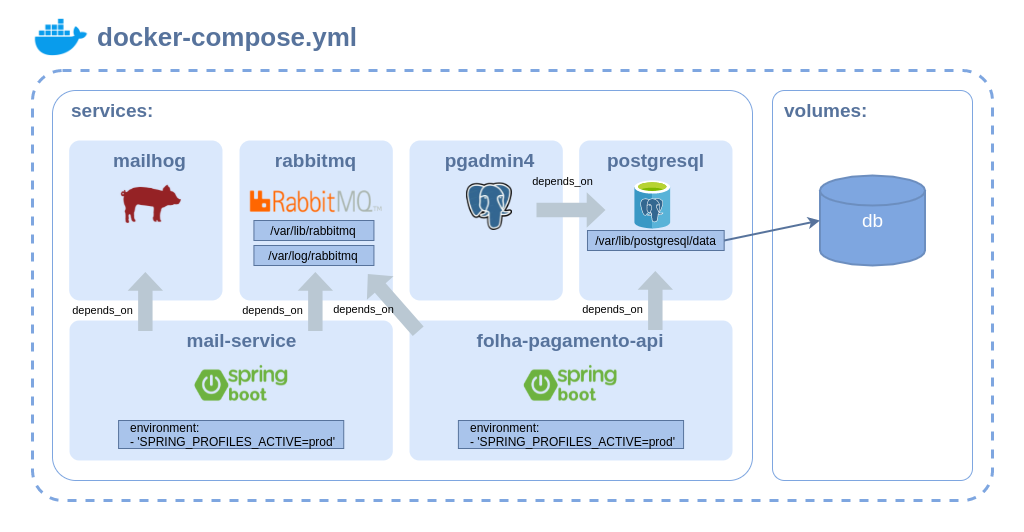 docker-compose.yml
services:
volumes:
mailhog
rabbitmq
pgadmin4
postgresql
depends_on
RabbitMQ™
/var/lib/rabbitmq
/var/log/rabbitmq
/var/lib/postgresql/data
db
depends_on
depends_on
depends_on
depends_on
mail-service
folha-pagamento-api
spring
boot
spring
boot
environment:
- 'SPRING_PROFILES_ACTIVE=prod'
environment:
- 'SPRING_PROFILES_ACTIVE=prod'